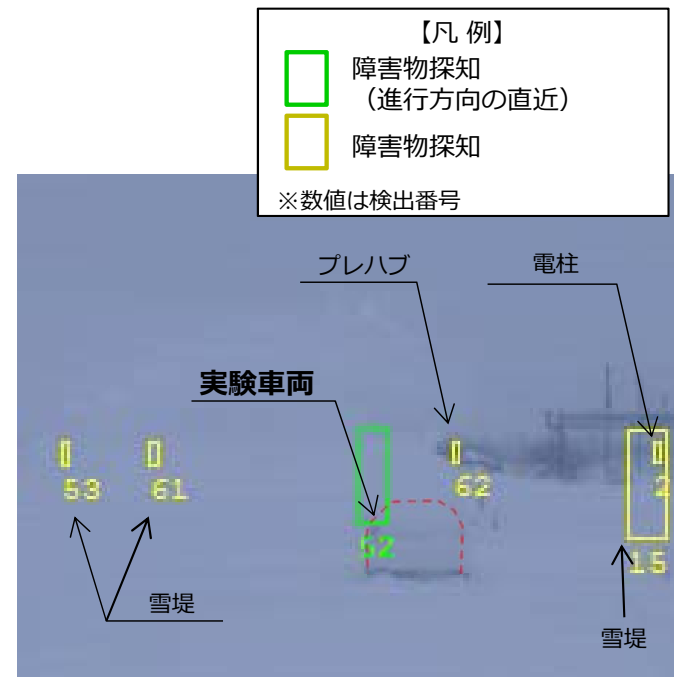 【凡 例】
障害物探知
（進行方向の直近）
障害物探知
※数値は検出番号
プレハブ
電柱
実験車両
53
61
62
2
52
15
雪堤
雪堤